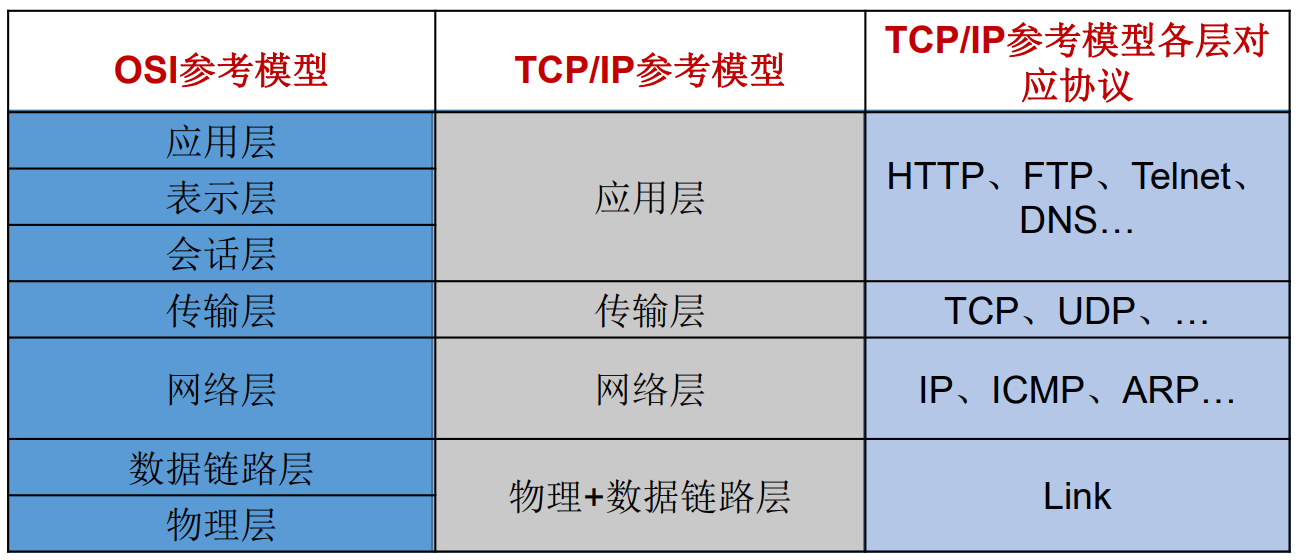 OSI参考模型
TCP/IP参考模型
TCP/IP参考模型各层对
应协议
应用层
表示层
会话层
应用层
HTTP、FTP、Telnet、
DNS…
传输层
传输层
TCP、UDP、…
网络层
网络层
IP、ICMP、ARP…
数据链路层
物理层
物理+数据链路层
Link